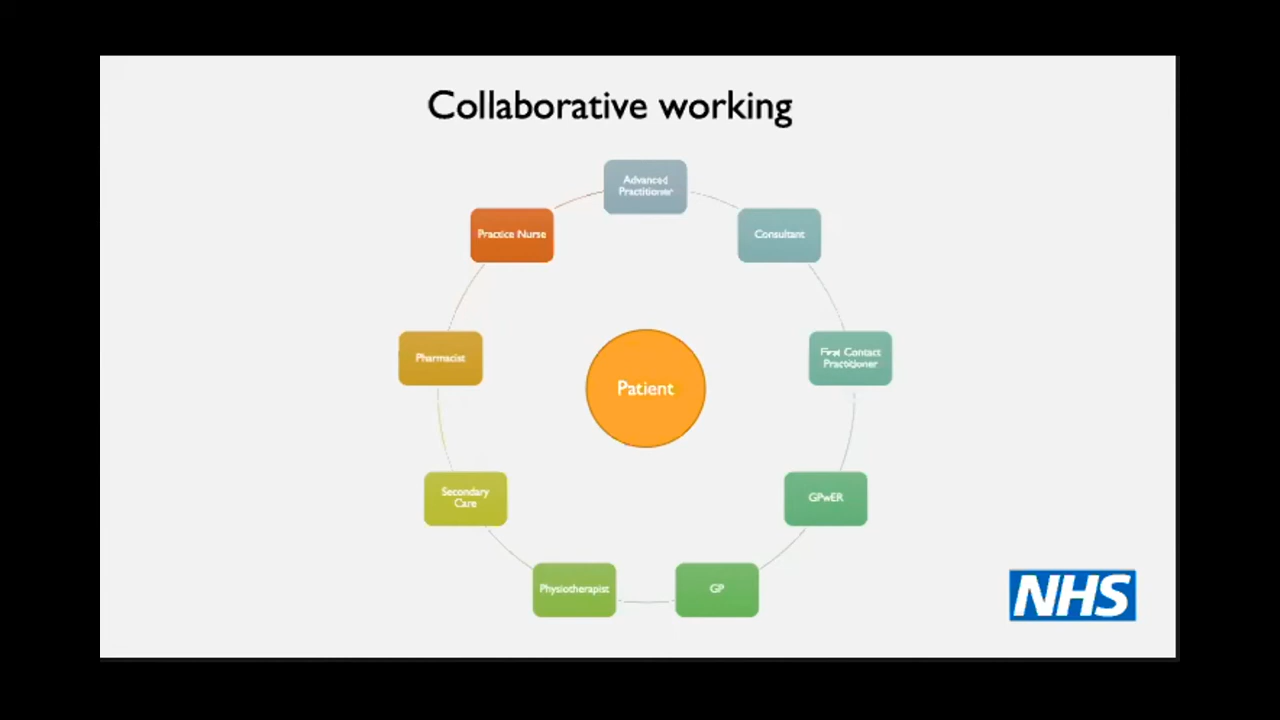 Collaborative working
Advanced
Practitioner
Practice Nurse
Consultant
Pharmacist
First Contact
Practitioner
Patient
Secondary
Care
GPwER
Physiotherapist
GP
NHS